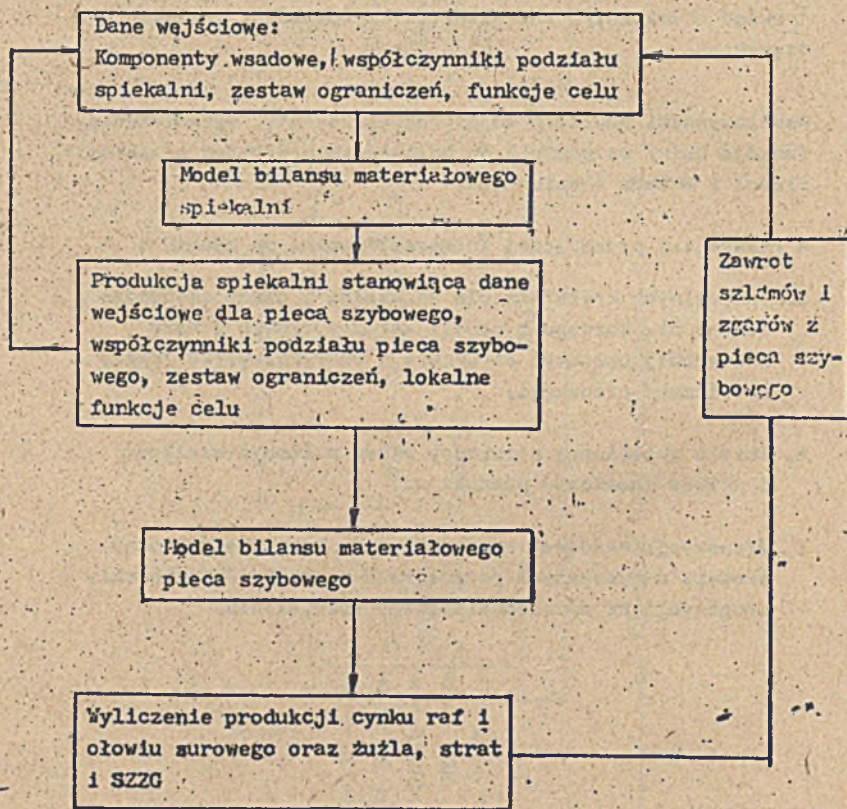 Dane wejściowe:
Komponenty wsadowe, współczynniki podziału
spiekalni, zestaw ograniczeń, funkcje celu
Model bilansu materiałowego
spiekalni
Produkcja spiekalni stanowiąca dane
wejściowe dla pieca szybowego,
współczynniki podziału pieca szybo-
wego, zestaw ograniczeń, lokalne
funkcje celu
Zawrot
szlamów i
zgarów z
pieca szy-
bowego
Model bilansu materiałowego
pieca szybowego
Wyliczenie produkcji cynku raf i
ołowiu surowego oraz żużla, strat
i SZZG